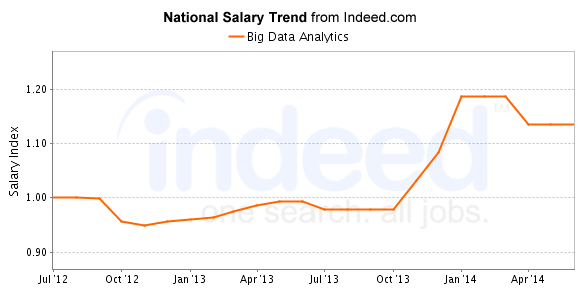 National Salary Trend from Indeed.com
Big Data Analytics
Salary Index
1.20
1.10
1.00
0.90
indeed™
one search. all jobs.
Jul '12
Oct '12
Jan '13
Apr '13
Jul '13
Oct '13
Jan '14
Apr '14